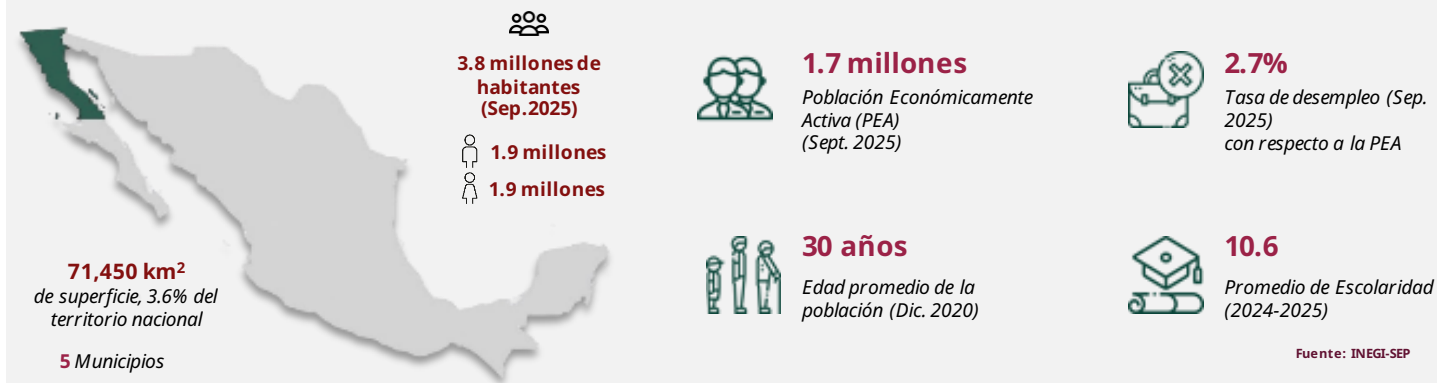 3.8 millones de
habitantes
(Sep.2025)
1.9 millones
1.9 millones
71,450 km²
de superficie, 3.6% del
territorio nacional
5 Municipios
1.7 millones
Población Económicamente
Activa (PEA)
(Sept. 2025)
2.7%
Tasa de desempleo (Sep.
2025)
con respecto a la PEA
30 años
Edad promedio de la
población (Dic. 2020)
10.6
Promedio de Escolaridad
(2024-2025)
Fuente: INEGI-SEP